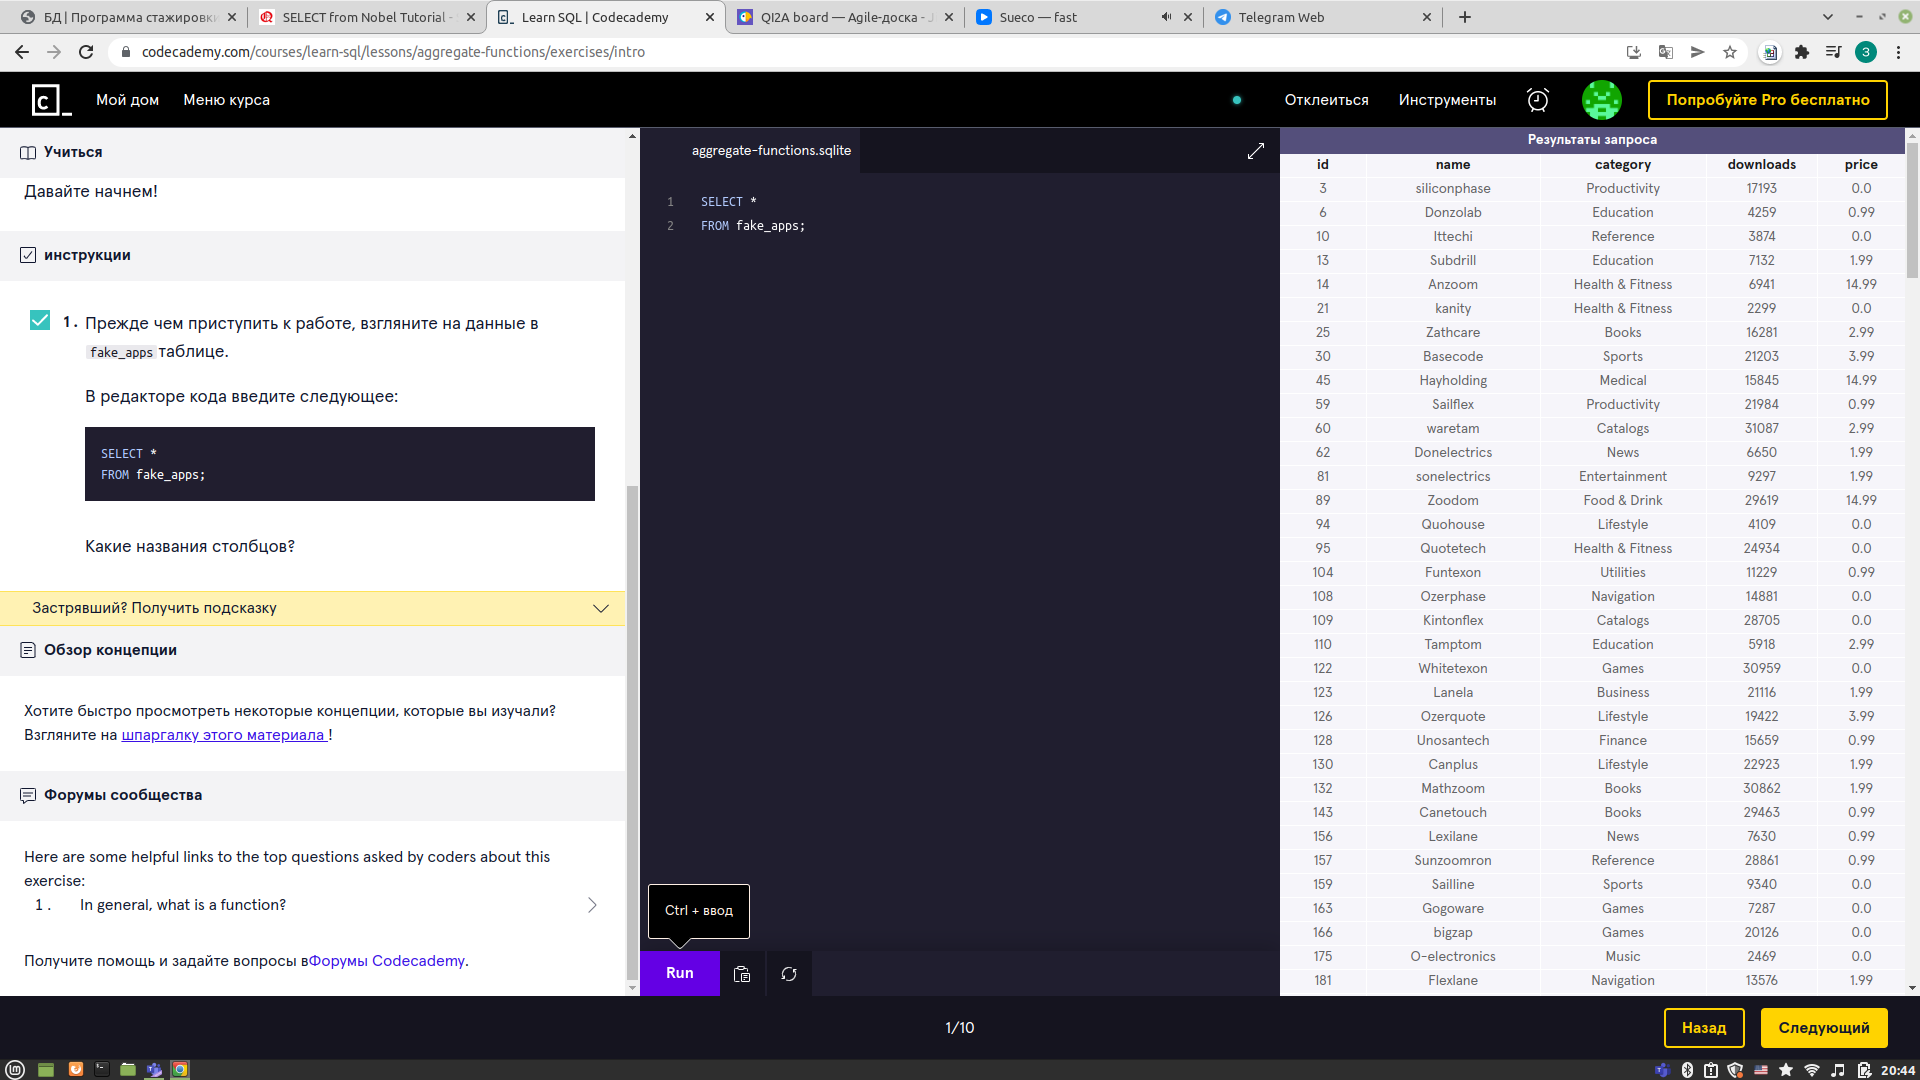 БД | Программа стажировки
SELECT from Nobel Tutorial -
Learn SQL | Codecademy
QI2A board — Agile-доска - J
Sueco — fast
Telegram Web
codecademy.com/courses/learn-sql/lessons/aggregate-functions/exercises/intro
З
Мой дом
Меню курса
Отклеиться
Инструменты
Попробуйте Pro бесплатно
Учиться
Давайте начнем!
инструкции
1. Прежде чем приступить к работе, взгляните на данные в
fake_apps таблице.
В редакторе кода введите следующее:
SELECT *
FROM fake_apps;
Какие названия столбцов?
Застрявший? Получить подсказку
Обзор концепции
Хотите быстро просмотреть некоторые концепции, которые вы изучали?
Взгляните на шпаргалку этого материала !
Форумы сообщества
Here are some helpful links to the top questions asked by coders about this
exercise:
1. In general, what is a function?
Получите помощь и задайте вопросы вФорумы Codecademy.
aggregate-functions.sqlite
1 SELECT *
2 FROM fake_apps;
Ctrl + ввод
Run
Результаты запроса
id name category downloads price
3 siliconphase Productivity 17193 0.0
6 Donzolab Education 4259 0.99
10 Ittechi Reference 3874 0.0
13 Subdrill Education 7132 1.99
14 Anzoom Health & Fitness 6941 14.99
21 kanity Health & Fitness 2299 0.0
25 Zathcare Books 16281 2.99
30 Basecode Sports 21203 3.99
45 Hayholding Medical 15845 14.99
59 Sailflex Productivity 21984 0.99
60 waretam Catalogs 31087 2.99
62 Donelectrics News 6650 1.99
81 sonelectrics Entertainment 9297 1.99
89 Zoodom Food & Drink 29619 14.99
94 Quohouse Lifestyle 4109 0.0
95 Quotetech Health & Fitness 24934 0.0
104 Funtexon Utilities 11229 0.99
108 Ozerphase Navigation 14881 0.0
109 Kintonflex Catalogs 28705 0.0
110 Tamptom Education 5918 2.99
122 Whitetexon Games 30959 0.0
123 Lanela Business 21116 1.99
126 Ozerquote Lifestyle 19422 3.99
128 Unosantech Finance 15659 0.99
130 Canplus Lifestyle 22923 1.99
132 Mathzoom Books 30862 1.99
143 Canetouch Books 29463 0.99
156 Lexilane News 7630 0.99
157 Sunzoomron Reference 28861 0.99
159 Sailline Sports 9340 0.0
163 Gogoware Games 7287 0.0
166 bigzap Games 20126 0.0
175 O-electronics Music 2469 0.0
181 Flexlane Navigation 13576 1.99
1/10
Назад
Следующий
20:44